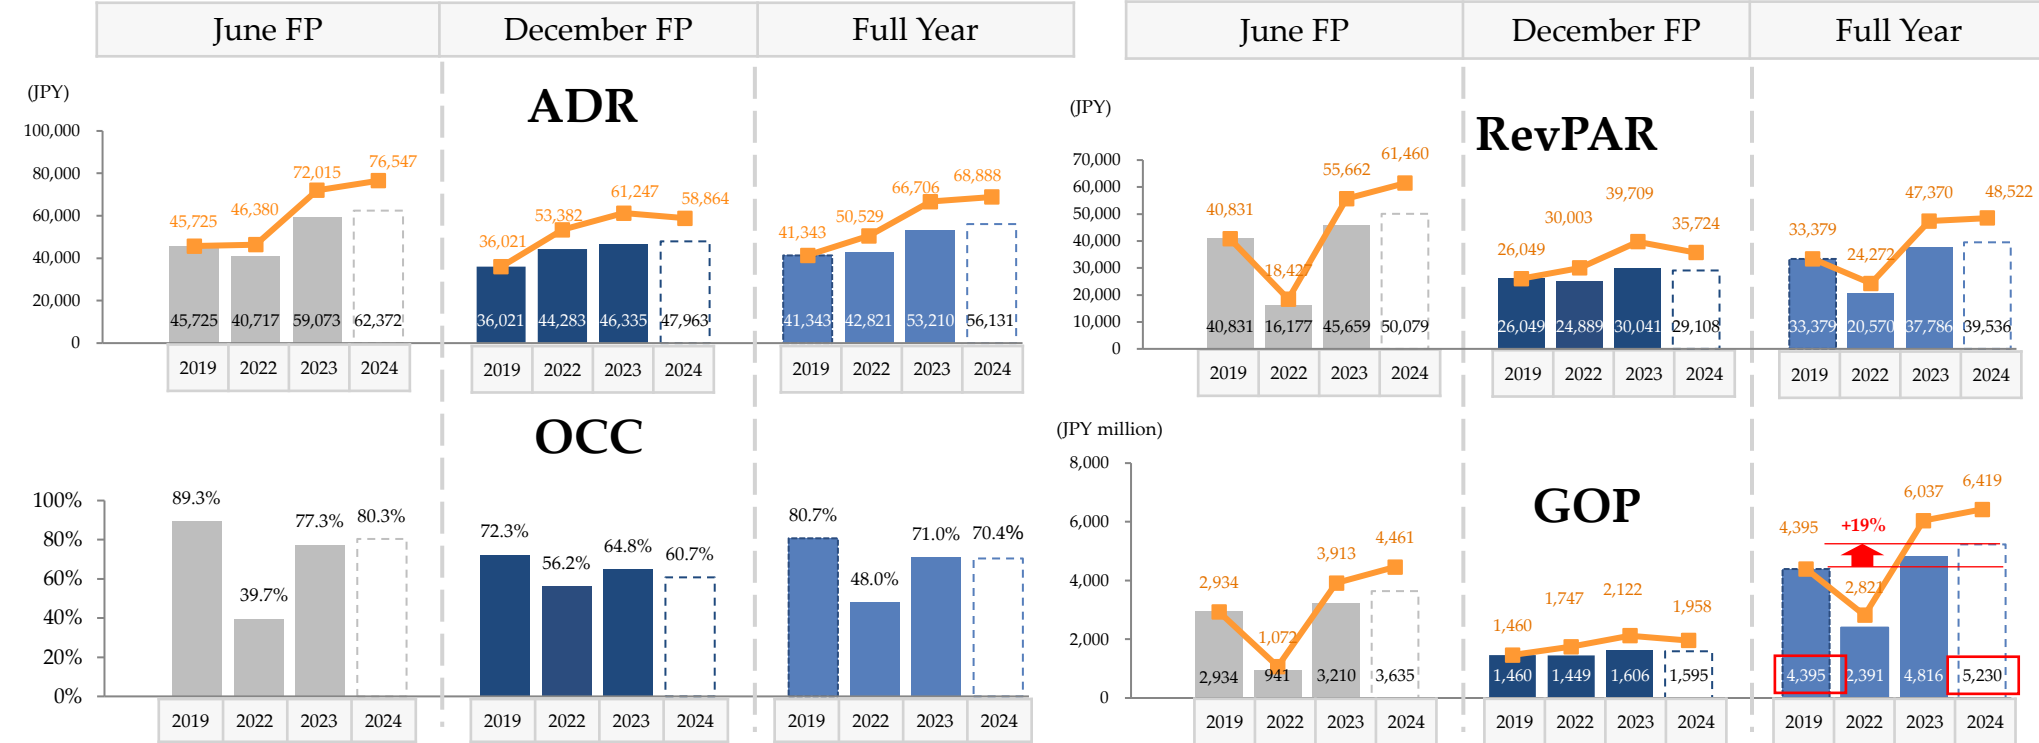 June FP December FP Full Year
(JPY)
ADR
100,000
80,000
60,000
40,000
20,000
0
45,725 46,380 72,015 76,547
45,725 40,717 59,073 62,372
2019 2022 2023 2024
36,021 53,382 61,247 58,864
36,021 44,283 46,335 47,963
2019 2022 2023 2024
41,343 50,529 66,706 68,888
41,343 42,821 53,210 56,131
2019 2022 2023 2024
OCC
100%
80%
60%
40%
20%
0%
89.3% 39.7% 77.3% 80.3%
2019 2022 2023 2024
72.3% 56.2% 64.8% 60.7%
2019 2022 2023 2024
80.7% 48.0% 71.0% 70.4%
2019 2022 2023 2024
June FP December FP Full Year
(JPY)
RevPAR
70,000
60,000
50,000
40,000
30,000
20,000
10,000
0
40,831 18,427 55,662 61,460
40,831 16,177 45,659 50,079
2019 2022 2023 2024
26,049 30,003 39,709 35,724
26,049 24,889 30,041 29,108
2019 2022 2023 2024
33,379 24,272 47,370 48,522
33,379 20,570 37,786 39,536
2019 2022 2023 2024
(JPY million)
GOP
8,000
6,000
4,000
2,000
0
2,934 1,072 3,913 4,461
2,934 941 3,210 3,635
2019 2022 2023 2024
1,460 1,747 2,122 1,958
1,460 1,449 1,606 1,595
2019 2022 2023 2024
4,395 2,821 6,037 6,419
+19%
4,395 2,391 4,816 5,230
2019 2022 2023 2024